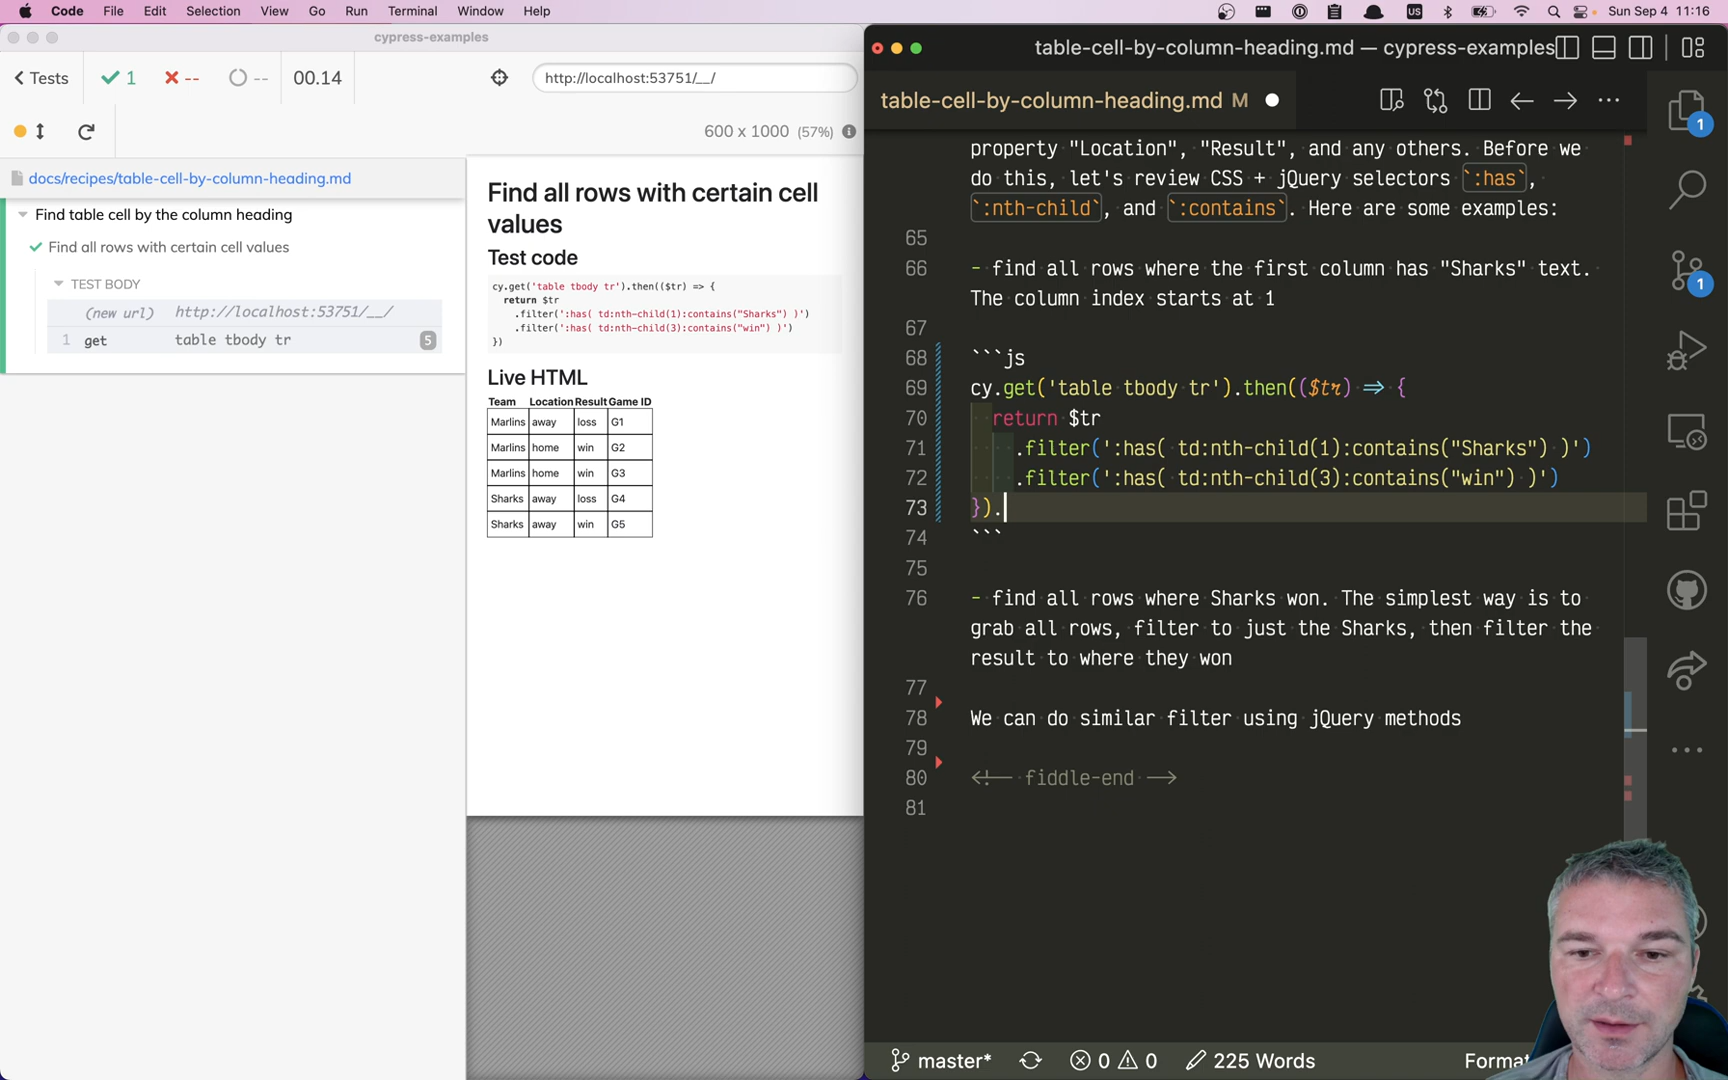 Code File Edit Selection View Go Run Terminal Window Help
US Sun Sep 4 11:16
cypress-examples
Tests 1 -- -- 00.14
http://localhost:53751/__/
600 x 1000 (57%)
docs/recipes/table-cell-by-column-heading.md
Find table cell by the column heading
Find all rows with certain cell values
TEST BODY
(new url) http://localhost:53751/__/
1 get table tbody tr 5
Find all rows with certain cell
values
Test code
cy.get('table tbody tr').then(($tr) => {
return $tr
.filter(':has( td:nth-child(1):contains("Sharks") )')
.filter(':has( td:nth-child(3):contains("win") )')
})
Live HTML
Team Location Result Game ID
Marlins away loss G1
Marlins home win G2
Marlins home win G3
Sharks away loss G4
Sharks away win G5
table-cell-by-column-heading.md — cypress-examples
table-cell-by-column-heading.md M
property "Location", "Result", and any others. Before we
do this, let's review CSS + jQuery selectors `:has`,
`:nth-child`, and `:contains`. Here are some examples:
65
66 - find all rows where the first column has "Sharks" text.
The column index starts at 1
67
68 ```js
69 cy.get('table tbody tr').then(($tr) => {
70 return $tr
71 .filter(':has( td:nth-child(1):contains("Sharks") )')
72 .filter(':has( td:nth-child(3):contains("win") )')
73 }).
74 ```
75
76 - find all rows where Sharks won. The simplest way is to
grab all rows, filter to just the Sharks, then filter the
result to where they won
77
78 We can do similar filter using jQuery methods
79
80 <!-- fiddle-end -->
81
1
1
master* 0 0 225 Words